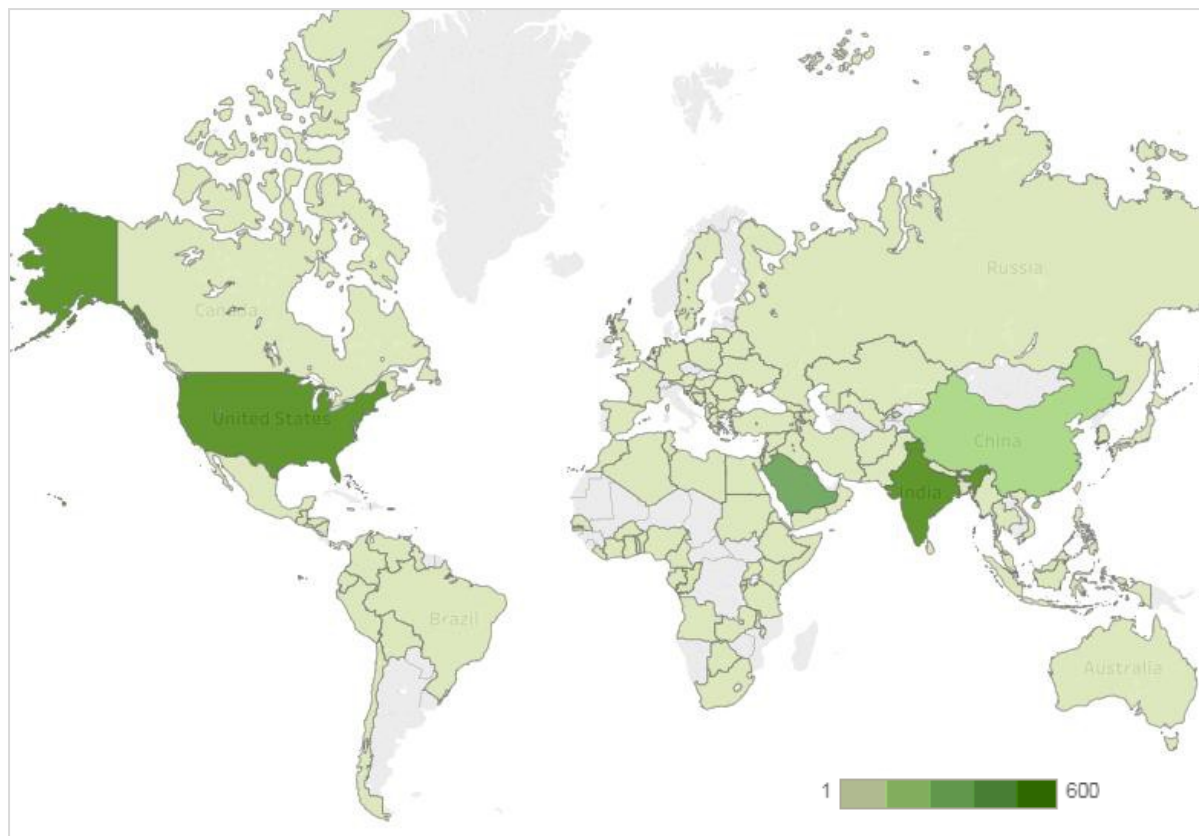 Russia
Canada
United States
China
India
Brazil
Australia
1
600